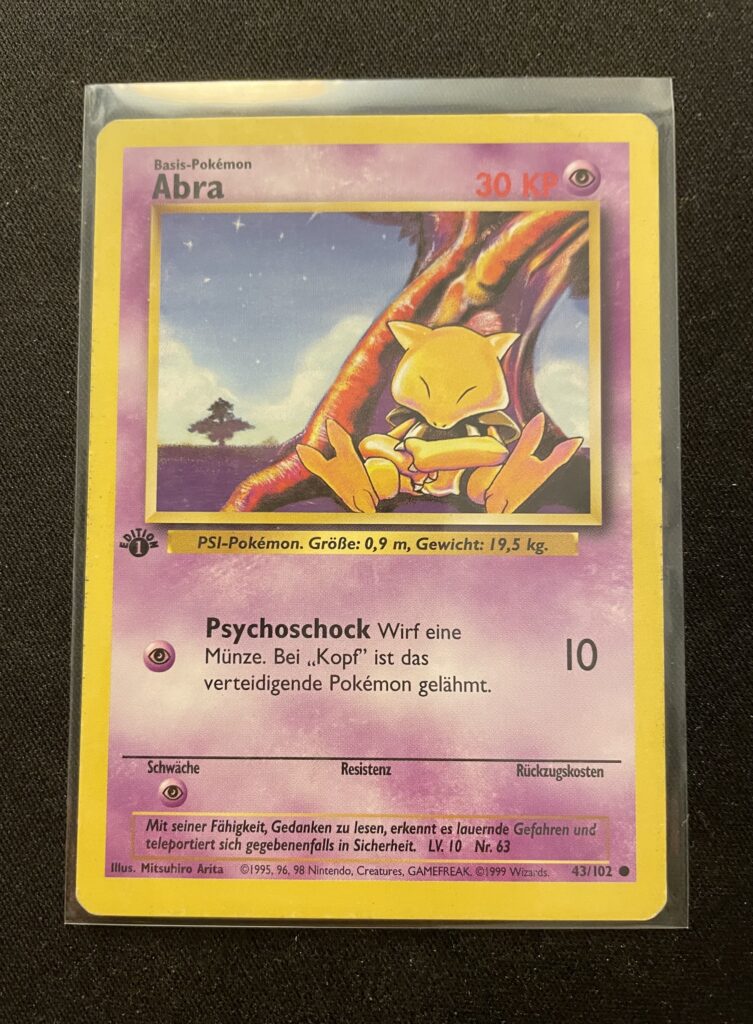 Basis-Pokémon
Abra
30 KP
EDITION
1
PSI-Pokémon. Größe: 0,9 m, Gewicht: 19,5 kg.
Psychoschock Wirf eine
Münze. Bei „Kopf” ist das
verteidigende Pokémon gelähmt.
10
Schwäche Resistenz Rückzugskosten
Mit seiner Fähigkeit, Gedanken zu lesen, erkennt es lauernde Gefahren und
teleportiert sich gegebenenfalls in Sicherheit. LV. 10 Nr. 63
Illus. Mitsuhiro Arita ©1995, 96, 98 Nintendo, Creatures, GAMEFREAK. ©1999 Wizards. 43/102